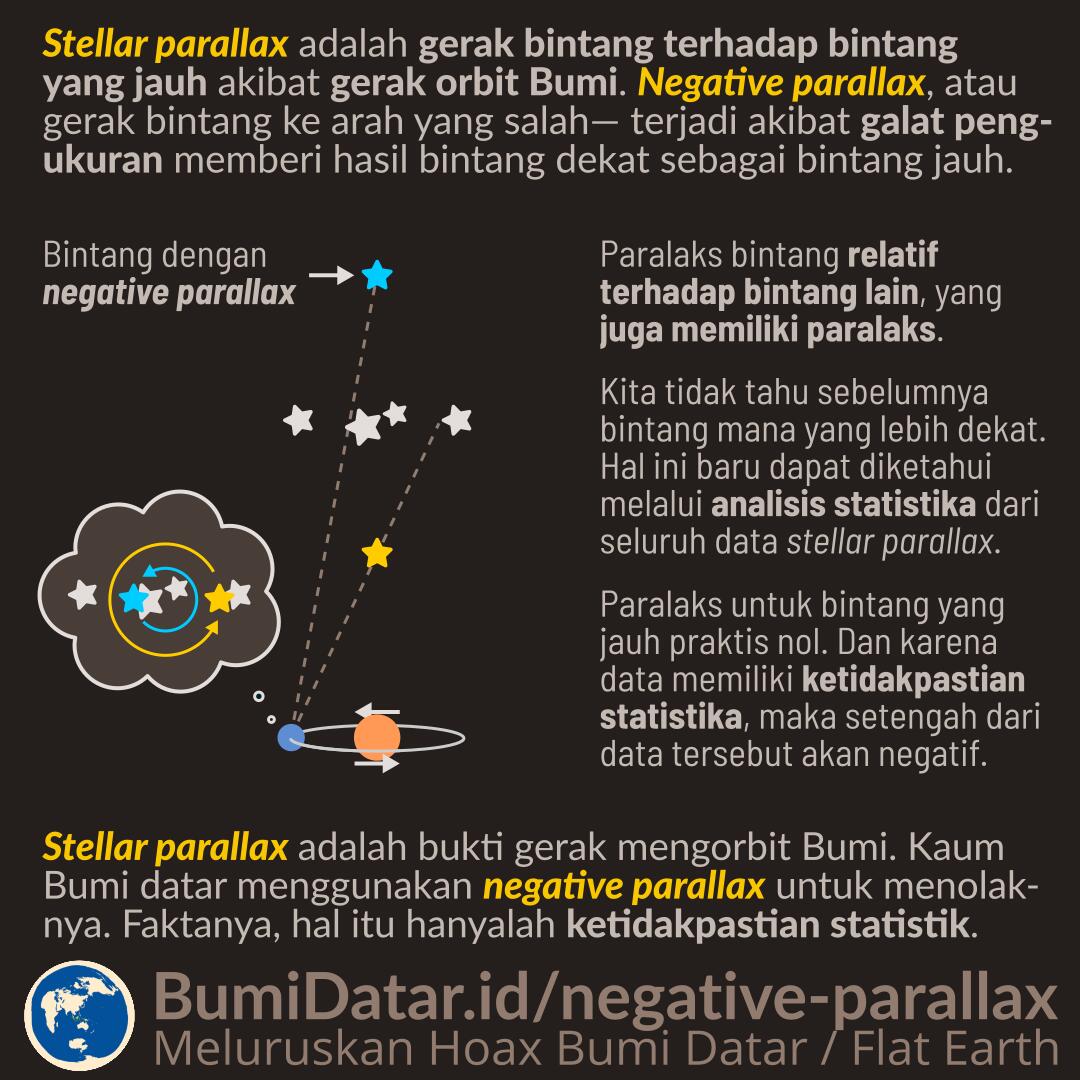 Stellar parallax adalah gerak bintang terhadap bintang
yang jauh akibat gerak orbit Bumi. Negative parallax, atau
gerak bintang ke arah yang salah— terjadi akibat galat peng-
ukuran memberi hasil bintang dekat sebagai bintang jauh.
Bintang dengan
negative parallax
Paralaks bintang relatif
terhadap bintang lain, yang
juga memiliki paralaks.
Kita tidak tahu sebelumnya
bintang mana yang lebih dekat.
Hal ini baru dapat diketahui
melalui analisis statistika dari
seluruh data stellar parallax.
Paralaks untuk bintang yang
jauh praktis nol. Dan karena
data memiliki ketidakpastian
statistika, maka setengah dari
data tersebut akan negatif.
Stellar parallax adalah bukti gerak mengorbit Bumi. Kaum
Bumi datar menggunakan negative parallax untuk menolak-
nya. Faktanya, hal itu hanyalah ketidakpastian statistik.
BumiDatar.id/negative-parallax
Meluruskan Hoax Bumi Datar / Flat Earth